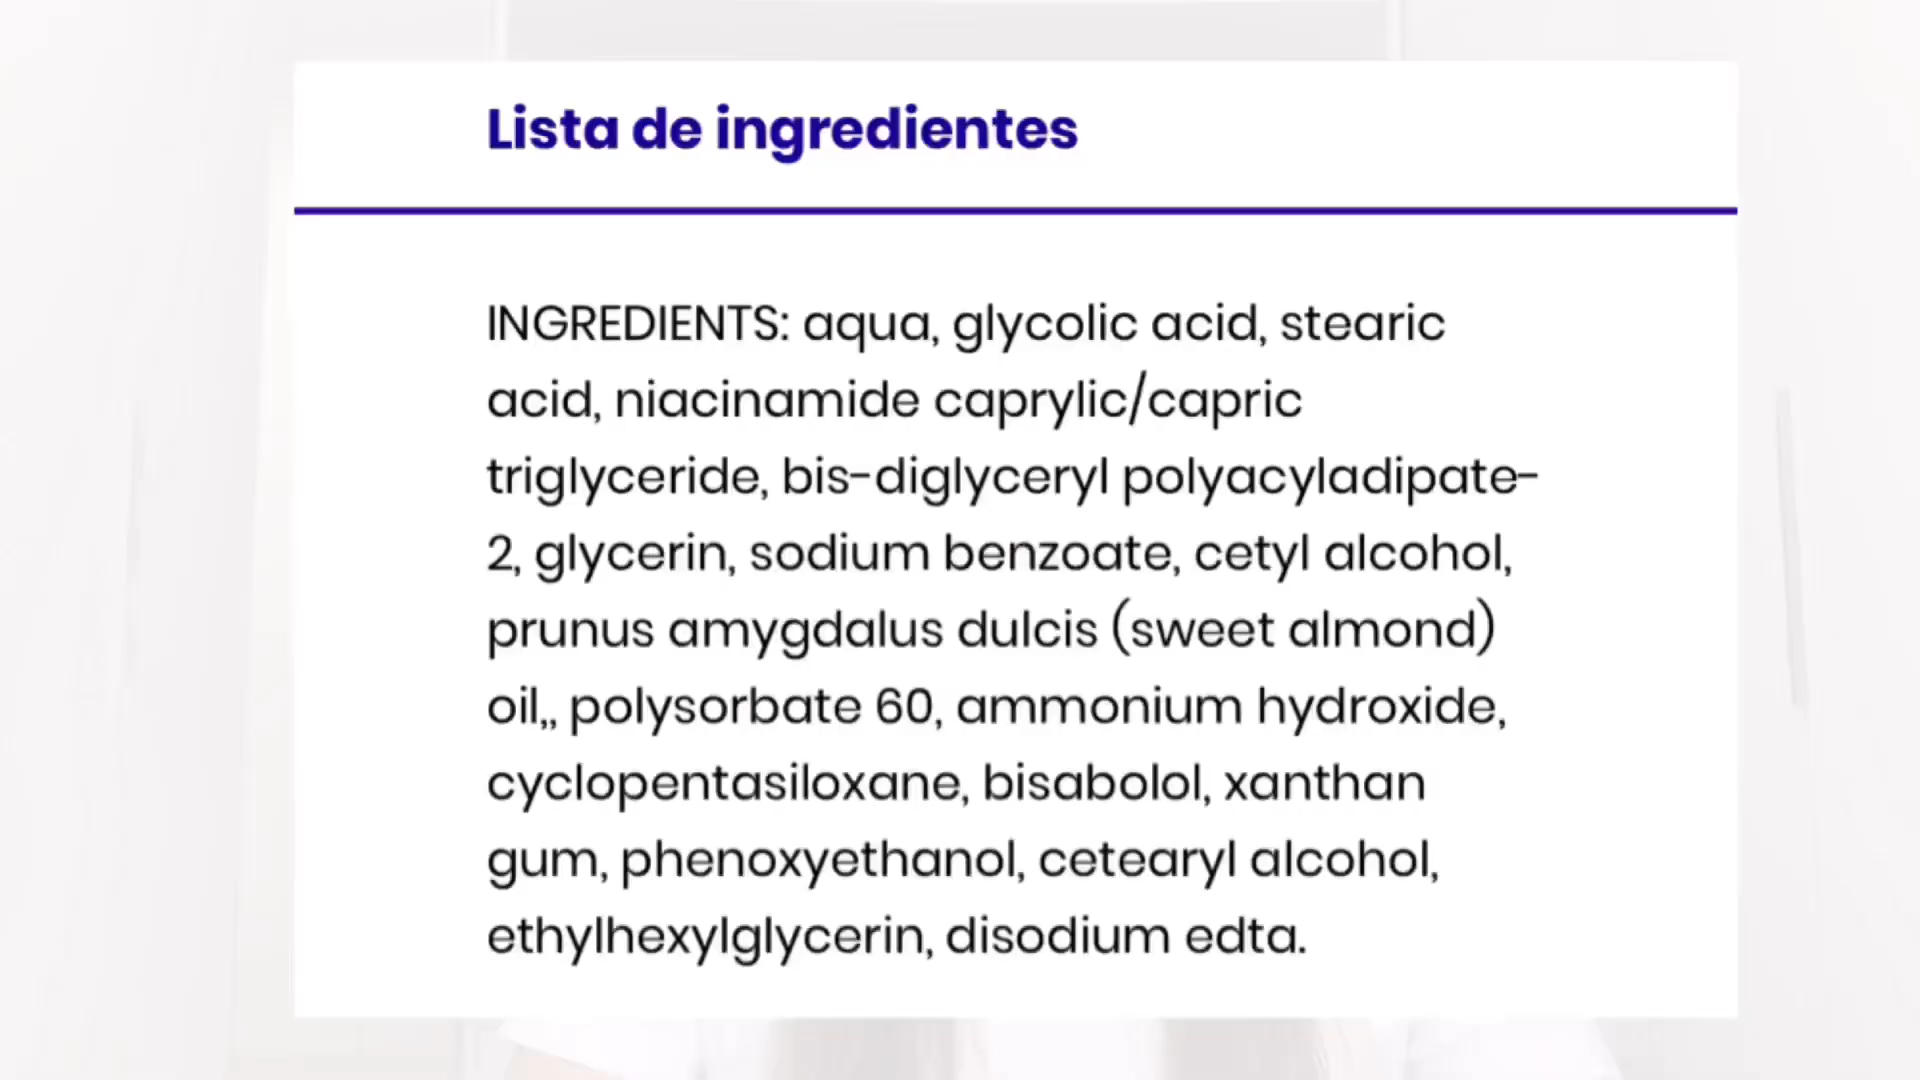 Lista de ingredientes
INGREDIENTS: aqua, glycolic acid, stearic
acid, niacinamide caprylic/capric
triglyceride, bis-diglyceryl polyacyladipate-
2, glycerin, sodium benzoate, cetyl alcohol,
prunus amygdalus dulcis (sweet almond)
oil,, polysorbate 60, ammonium hydroxide,
cyclopentasiloxane, bisabolol, xanthan
gum, phenoxyethanol, cetearyl alcohol,
ethylhexylglycerin, disodium edta.